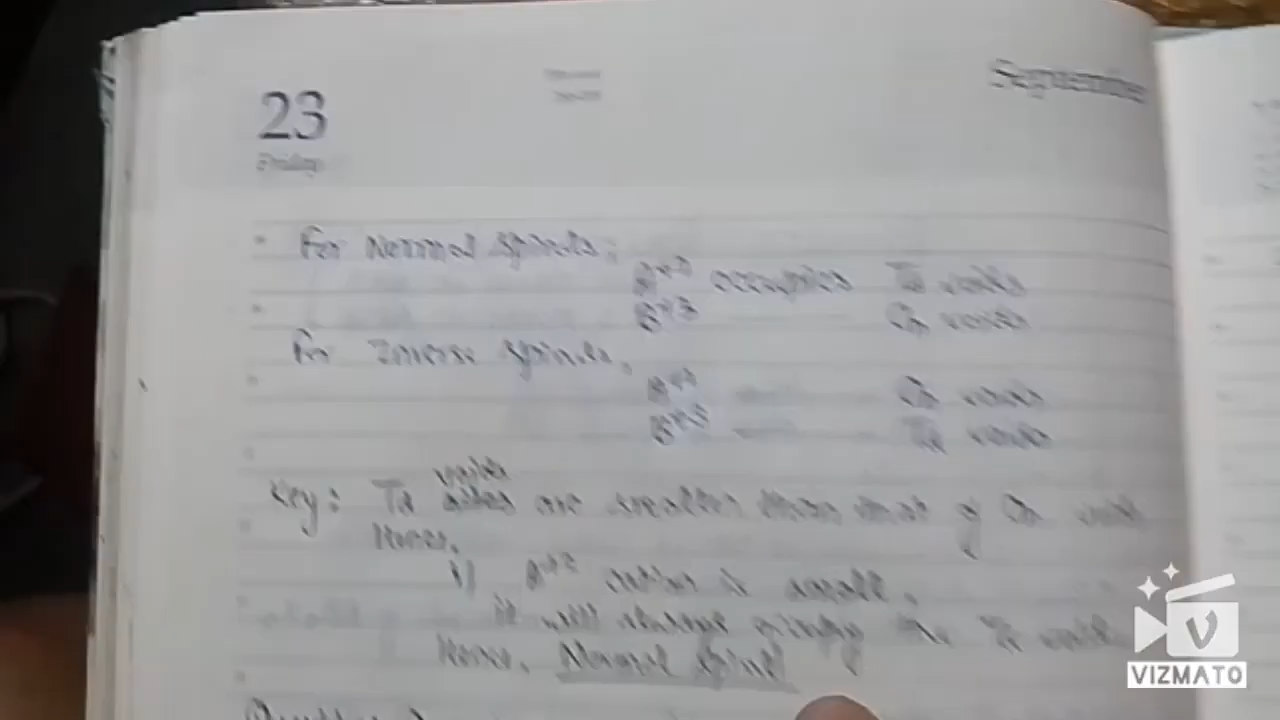 23
September
Friday
For Normal Spinels,
A+2 occupies Td voids
B+3 Oh voids
For Inverse Spinels,
A+2 Oh voids
B+3 Td voids
voids
Key: Td sites are smaller than that of Oh voids
Hence,
if A+2 cation is small,
it will always occupy the Td voids
Hence, Normal Spinel
VIZMATO